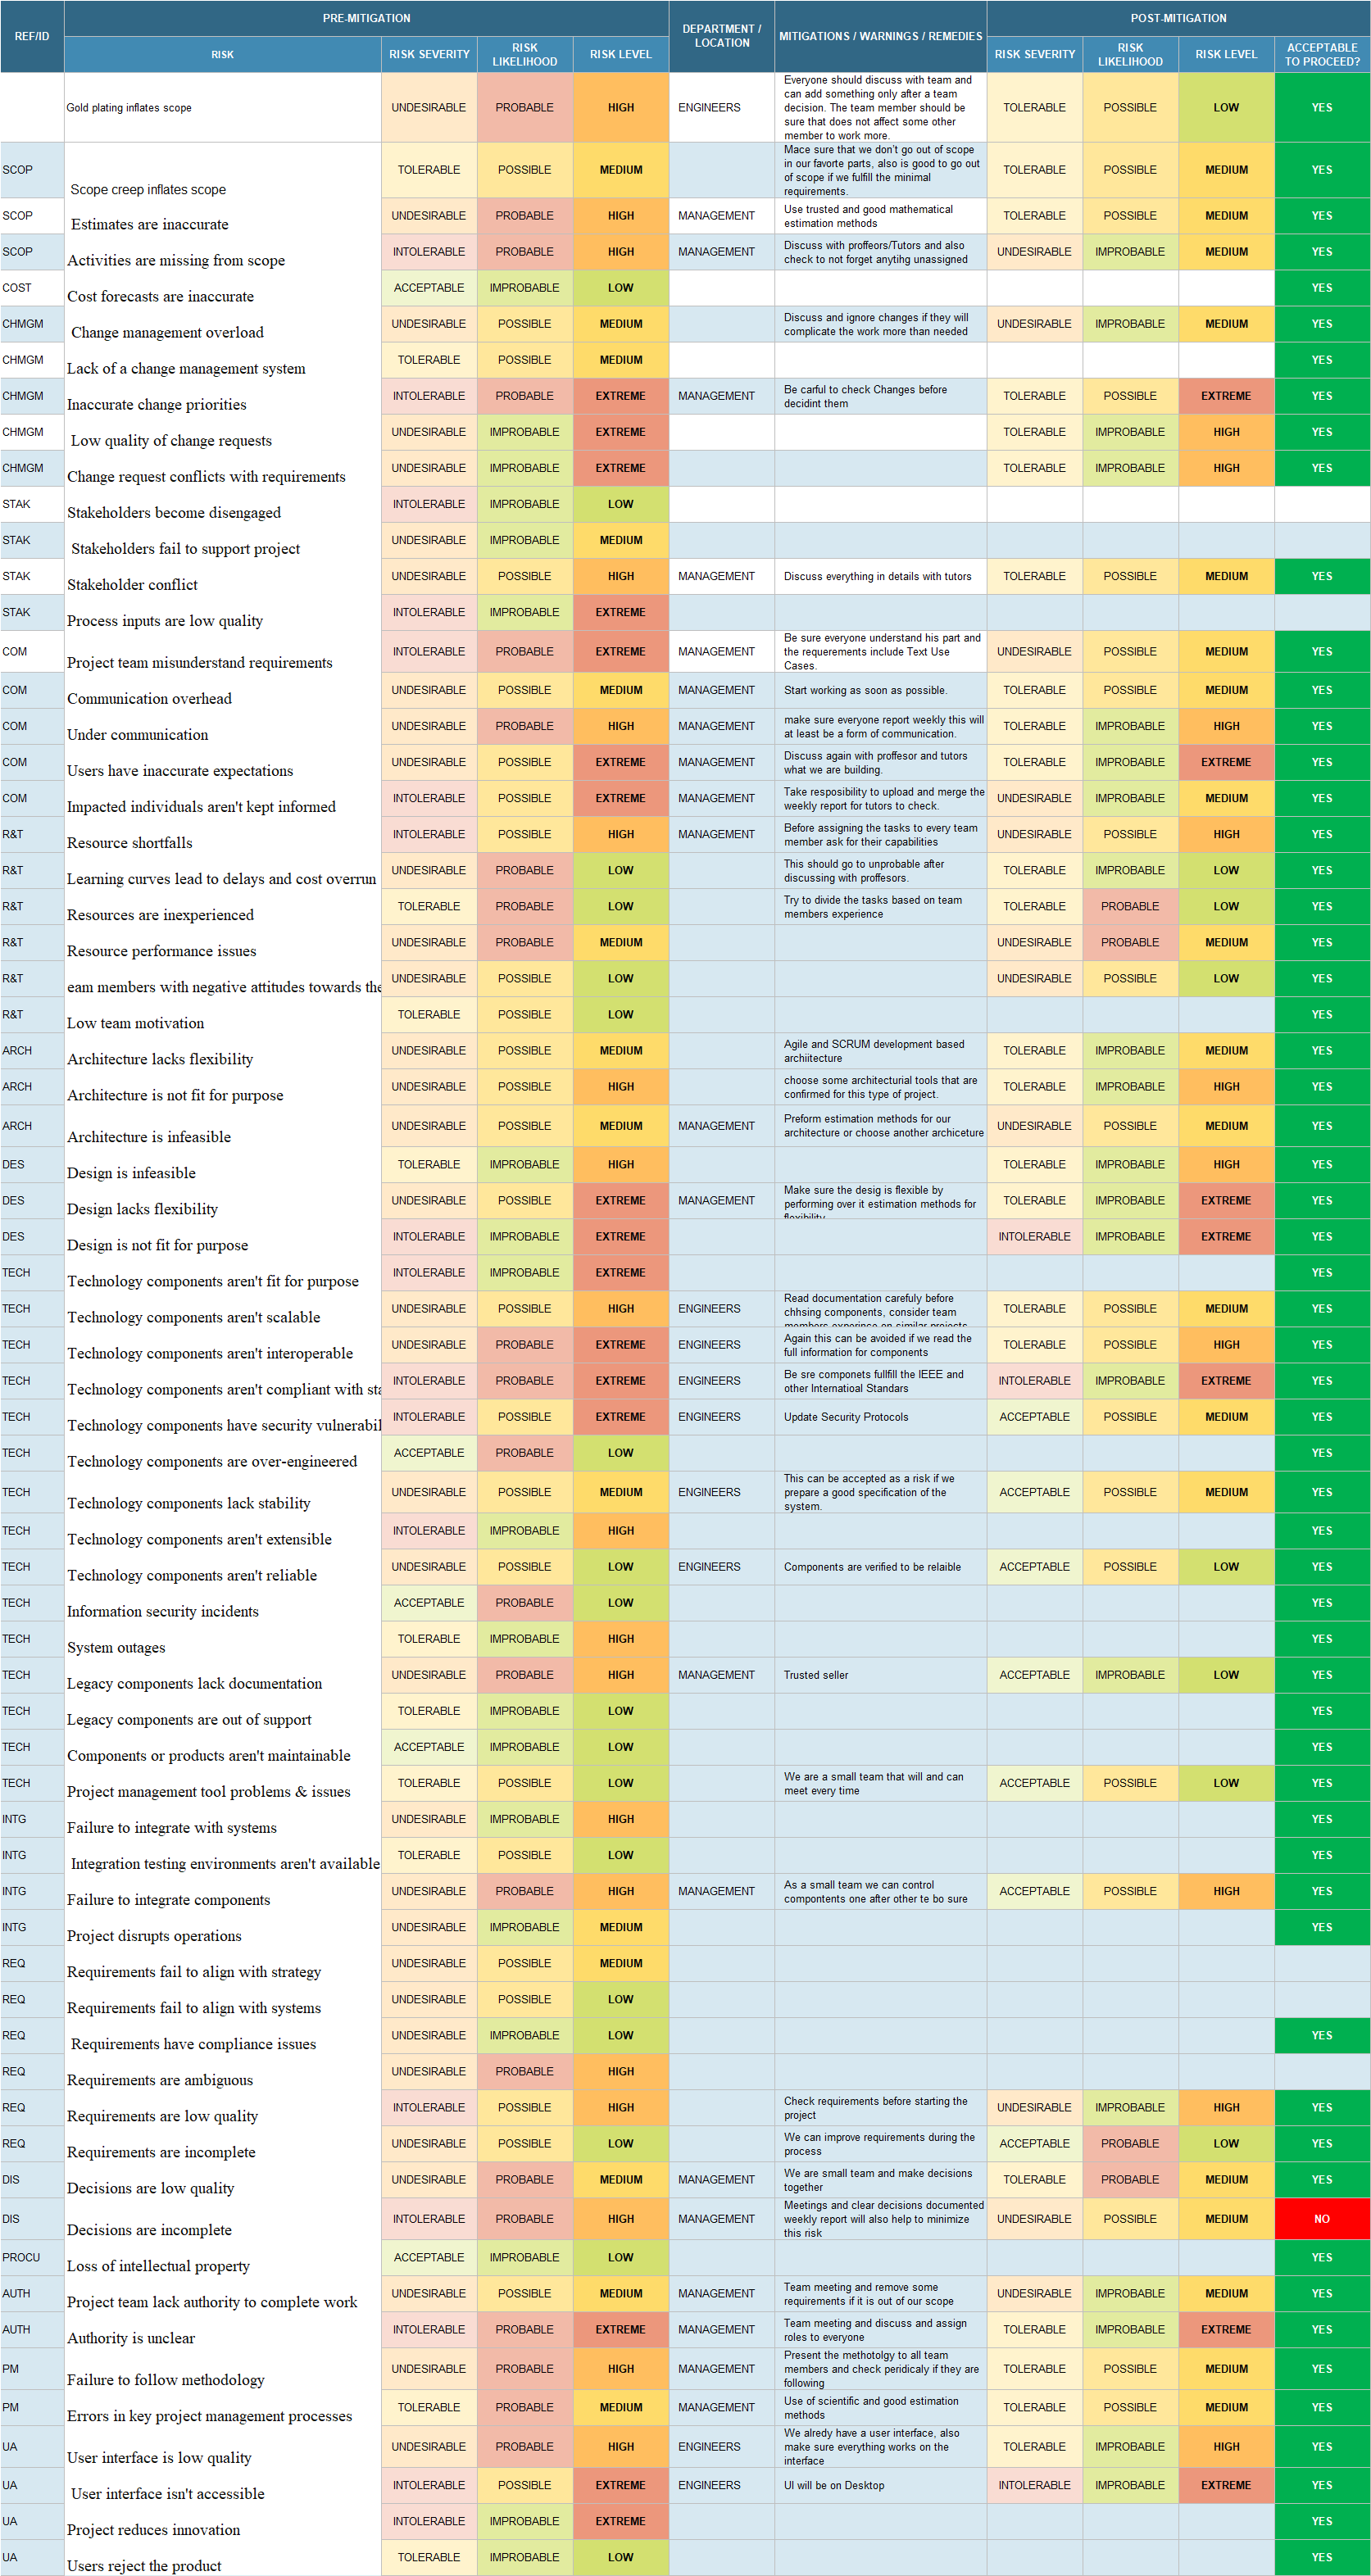 REF/ID PRE-MITIGATION DEPARTMENT / LOCATION MITIGATIONS / WARNINGS / REMEDIES POST-MITIGATION
RISK RISK SEVERITY RISK LIKELIHOOD RISK LEVEL RISK SEVERITY RISK LIKELIHOOD RISK LEVEL ACCEPTABLE TO PROCEED?
Gold plating inflates scope UNDESIRABLE PROBABLE HIGH ENGINEERS Everyone should discuss with team and can add something only after a team decision. The team member should be sure that does not affect some other member to work more. TOLERABLE POSSIBLE LOW YES
SCOP Scope creep inflates scope TOLERABLE POSSIBLE MEDIUM Mace sure that we don't go out of scope in our favorte parts, also is good to go out of scope if we fulfill the minimal requirements. TOLERABLE POSSIBLE MEDIUM YES
SCOP Estimates are inaccurate UNDESIRABLE PROBABLE HIGH MANAGEMENT Use trusted and good mathematical estimation methods TOLERABLE POSSIBLE MEDIUM YES
SCOP Activities are missing from scope INTOLERABLE PROBABLE HIGH MANAGEMENT Discuss with proffeors/Tutors and also check to not forget anytihg unassigned UNDESIRABLE IMPROBABLE MEDIUM YES
COST Cost forecasts are inaccurate ACCEPTABLE IMPROBABLE LOW YES
CHMGM Change management overload UNDESIRABLE POSSIBLE MEDIUM Discuss and ignore changes if they will complicate the work more than needed UNDESIRABLE IMPROBABLE MEDIUM YES
CHMGM Lack of a change management system TOLERABLE POSSIBLE MEDIUM YES
CHMGM Inaccurate change priorities INTOLERABLE PROBABLE EXTREME MANAGEMENT Be carful to check Changes before decidint them TOLERABLE POSSIBLE EXTREME YES
CHMGM Low quality of change requests UNDESIRABLE IMPROBABLE EXTREME TOLERABLE IMPROBABLE HIGH YES
CHMGM Change request conflicts with requirements UNDESIRABLE IMPROBABLE EXTREME TOLERABLE IMPROBABLE HIGH YES
STAK Stakeholders become disengaged INTOLERABLE IMPROBABLE LOW
STAK Stakeholders fail to support project UNDESIRABLE IMPROBABLE MEDIUM
STAK Stakeholder conflict UNDESIRABLE POSSIBLE HIGH MANAGEMENT Discuss everything in details with tutors TOLERABLE POSSIBLE MEDIUM YES
STAK Process inputs are low quality INTOLERABLE IMPROBABLE EXTREME
COM Project team misunderstand requirements INTOLERABLE PROBABLE EXTREME MANAGEMENT Be sure everyone understand his part and the requerements include Text Use Cases. UNDESIRABLE POSSIBLE MEDIUM YES
COM Communication overhead UNDESIRABLE POSSIBLE MEDIUM MANAGEMENT Start working as soon as possible. TOLERABLE POSSIBLE MEDIUM YES
COM Under communication UNDESIRABLE PROBABLE HIGH MANAGEMENT make sure everyone report weekly this will at least be a form of communication. TOLERABLE IMPROBABLE HIGH YES
COM Users have inaccurate expectations UNDESIRABLE POSSIBLE EXTREME MANAGEMENT Discuss again with proffesor and tutors what we are building. TOLERABLE IMPROBABLE EXTREME YES
COM Impacted individuals aren't kept informed INTOLERABLE POSSIBLE EXTREME MANAGEMENT Take resposibility to upload and merge the weekly report for tutors to check. UNDESIRABLE IMPROBABLE MEDIUM YES
R&T Resource shortfalls INTOLERABLE POSSIBLE HIGH MANAGEMENT Before assigning the tasks to every team member ask for their capabilities UNDESIRABLE POSSIBLE HIGH YES
R&T Learning curves lead to delays and cost overrun UNDESIRABLE PROBABLE LOW This should go to unprobable after discussing with proffesors. TOLERABLE IMPROBABLE LOW YES
R&T Resources are inexperienced TOLERABLE PROBABLE LOW Try to divide the tasks based on team members experience TOLERABLE PROBABLE LOW YES
R&T Resource performance issues UNDESIRABLE PROBABLE MEDIUM UNDESIRABLE PROBABLE MEDIUM YES
R&T eam members with negative attitudes towards the UNDESIRABLE POSSIBLE LOW UNDESIRABLE POSSIBLE LOW YES
R&T Low team motivation TOLERABLE POSSIBLE LOW YES
ARCH Architecture lacks flexibility UNDESIRABLE POSSIBLE MEDIUM Agile and SCRUM development based archiitecture TOLERABLE IMPROBABLE MEDIUM YES
ARCH Architecture is not fit for purpose UNDESIRABLE POSSIBLE HIGH choose some architecturial tools that are confirmed for this type of project. TOLERABLE IMPROBABLE HIGH YES
ARCH Architecture is infeasible UNDESIRABLE POSSIBLE MEDIUM MANAGEMENT Preform estimation methods for our architecture or choose another archiceture UNDESIRABLE POSSIBLE MEDIUM YES
DES Design is infeasible TOLERABLE IMPROBABLE HIGH TOLERABLE IMPROBABLE HIGH YES
DES Design lacks flexibility UNDESIRABLE POSSIBLE EXTREME MANAGEMENT Make sure the desig is flexible by performing over it estimation methods for flexibility TOLERABLE IMPROBABLE EXTREME YES
DES Design is not fit for purpose INTOLERABLE IMPROBABLE EXTREME INTOLERABLE IMPROBABLE EXTREME YES
TECH Technology components aren't fit for purpose INTOLERABLE IMPROBABLE EXTREME YES
TECH Technology components aren't scalable UNDESIRABLE POSSIBLE HIGH ENGINEERS Read documentation carefuly before chhsing components, consider team members experince on similar projects TOLERABLE POSSIBLE MEDIUM YES
TECH Technology components aren't interoperable UNDESIRABLE PROBABLE EXTREME ENGINEERS Again this can be avoided if we read the full information for components TOLERABLE POSSIBLE HIGH YES
TECH Technology components aren't compliant with sta INTOLERABLE PROBABLE EXTREME ENGINEERS Be sre componets fullfill the IEEE and other Internatioal Standars INTOLERABLE IMPROBABLE EXTREME YES
TECH Technology components have security vulnerabil INTOLERABLE POSSIBLE EXTREME ENGINEERS Update Security Protocols ACCEPTABLE POSSIBLE MEDIUM YES
TECH Technology components are over-engineered ACCEPTABLE PROBABLE LOW YES
TECH Technology components lack stability UNDESIRABLE POSSIBLE MEDIUM ENGINEERS This can be accepted as a risk if we prepare a good specification of the system. ACCEPTABLE POSSIBLE MEDIUM YES
TECH Technology components aren't extensible INTOLERABLE IMPROBABLE HIGH YES
TECH Technology components aren't reliable UNDESIRABLE POSSIBLE LOW ENGINEERS Components are verified to be relaible ACCEPTABLE POSSIBLE LOW YES
TECH Information security incidents ACCEPTABLE PROBABLE LOW YES
TECH System outages TOLERABLE IMPROBABLE HIGH YES
TECH Legacy components lack documentation UNDESIRABLE PROBABLE HIGH MANAGEMENT Trusted seller ACCEPTABLE IMPROBABLE LOW YES
TECH Legacy components are out of support TOLERABLE IMPROBABLE LOW YES
TECH Components or products aren't maintainable ACCEPTABLE IMPROBABLE LOW YES
TECH Project management tool problems & issues TOLERABLE POSSIBLE LOW We are a small team that will and can meet every time ACCEPTABLE POSSIBLE LOW YES
INTG Failure to integrate with systems UNDESIRABLE IMPROBABLE HIGH YES
INTG Integration testing environments aren't available TOLERABLE POSSIBLE LOW YES
INTG Failure to integrate components UNDESIRABLE PROBABLE HIGH MANAGEMENT As a small team we can control compontents one after other te bo sure ACCEPTABLE POSSIBLE HIGH YES
INTG Project disrupts operations UNDESIRABLE IMPROBABLE MEDIUM YES
REQ Requirements fail to align with strategy UNDESIRABLE POSSIBLE MEDIUM
REQ Requirements fail to align with systems UNDESIRABLE POSSIBLE LOW
REQ Requirements have compliance issues UNDESIRABLE IMPROBABLE LOW YES
REQ Requirements are ambiguous UNDESIRABLE PROBABLE HIGH
REQ Requirements are low quality INTOLERABLE POSSIBLE HIGH Check requirements before starting the project UNDESIRABLE IMPROBABLE HIGH YES
REQ Requirements are incomplete UNDESIRABLE POSSIBLE LOW We can improve requirements during the process ACCEPTABLE PROBABLE LOW YES
DIS Decisions are low quality UNDESIRABLE PROBABLE MEDIUM MANAGEMENT We are small team and make decisions together TOLERABLE PROBABLE MEDIUM YES
DIS Decisions are incomplete INTOLERABLE PROBABLE HIGH MANAGEMENT Meetings and clear decisions documented weekly report will also help to minimize this risk UNDESIRABLE POSSIBLE MEDIUM NO
PROCU Loss of intellectual property ACCEPTABLE IMPROBABLE LOW YES
AUTH Project team lack authority to complete work UNDESIRABLE POSSIBLE MEDIUM MANAGEMENT Team meeting and remove some requirements if it is out of our scope UNDESIRABLE IMPROBABLE MEDIUM YES
AUTH Authority is unclear INTOLERABLE PROBABLE EXTREME MANAGEMENT Team meeting and discuss and assign roles to everyone TOLERABLE IMPROBABLE EXTREME YES
PM Failure to follow methodology UNDESIRABLE PROBABLE HIGH MANAGEMENT Present the methotolgy to all team members and check peridicaly if they are following TOLERABLE POSSIBLE MEDIUM YES
PM Errors in key project management processes TOLERABLE PROBABLE MEDIUM MANAGEMENT Use of scientific and good estimation methods TOLERABLE POSSIBLE MEDIUM YES
UA User interface is low quality UNDESIRABLE PROBABLE HIGH ENGINEERS We alredy have a user interface, also make sure everything works on the interface TOLERABLE IMPROBABLE HIGH YES
UA User interface isn't accessible INTOLERABLE POSSIBLE EXTREME ENGINEERS UI will be on Desktop INTOLERABLE IMPROBABLE EXTREME YES
UA Project reduces innovation INTOLERABLE IMPROBABLE EXTREME YES
UA Users reject the product TOLERABLE IMPROBABLE LOW YES